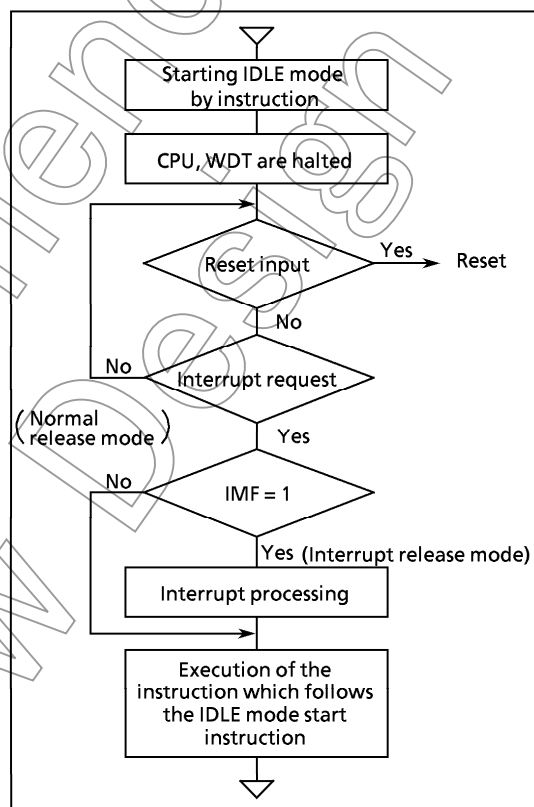 Starting IDLE mode
by instruction
CPU, WDT are halted
Reset input
Yes
Reset
No
No
Interrupt request
(Normal
release mode)
Yes
No
IMF = 1
Yes (Interrupt release mode)
Interrupt processing
Execution of the
instruction which follows
the IDLE mode start
instruction